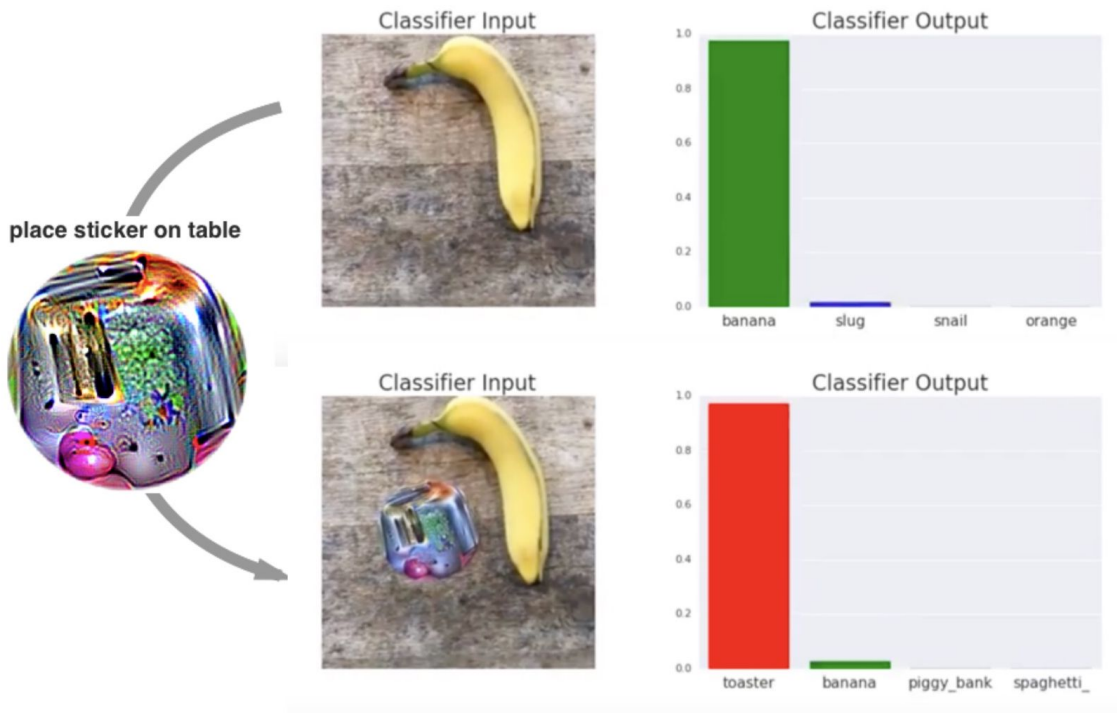 Classifier Input
Classifier Output
1.0
0.8
0.6
0.4
0.2
0.0
banana slug snail orange
place sticker on table
Classifier Input
Classifier Output
1.0
0.8
0.6
0.4
0.2
0.0
toaster banana piggy_bank spaghetti_